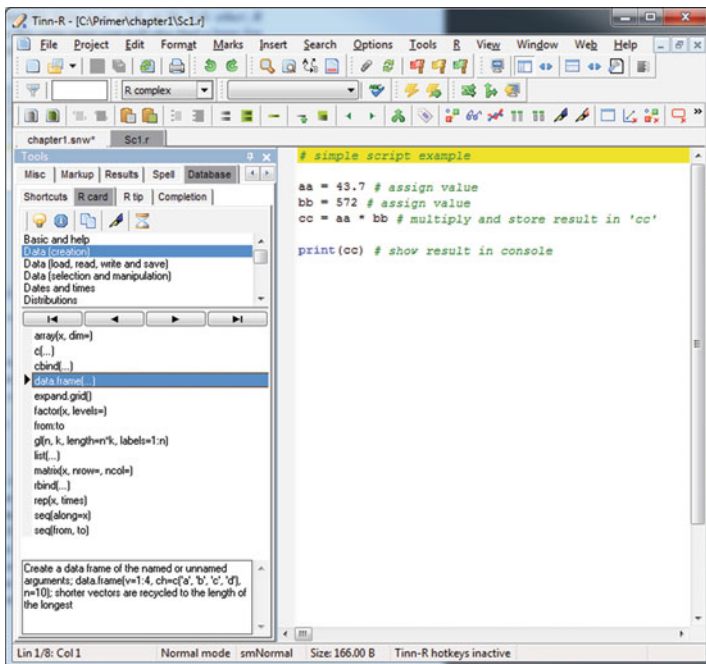 Tinn-R - [C:\Primer\chapter1\Sc1.r]
File Project Edit Format Marks Insert Search Options Tools R View Window Web Help
R complex
chapter1.snw* Sc1.r
Tools
Misc Markup Results Spell Database
Shortcuts R card R tip Completion
Basic and help
Data (creation)
Data (load, read, write and save)
Data (selection and manipulation)
Dates and times
Distributions
array(x, dim=)
c(...)
cbind(...)
data.frame(...)
expand.grid()
factor(x, levels=)
from:to
gl(n, k, length=n*k, labels=1:n)
list(...)
matrix(x, nrow=, ncol=)
rbind(...)
rep(x, times)
seq(along=x)
seq(from, to)
Create a data frame of the named or unnamed
arguments; data.frame(v=1:4, ch=c('a', 'b', 'c', 'd'),
n=10); shorter vectors are recycled to the length of
the longest
# simple script example
aa = 43.7 # assign value
bb = 572 # assign value
cc = aa * bb # multiply and store result in 'cc'
print(cc) # show result in console
Lin 1/8: Col 1 Normal mode smNormal Size: 166.00 B Tinn-R hotkeys inactive